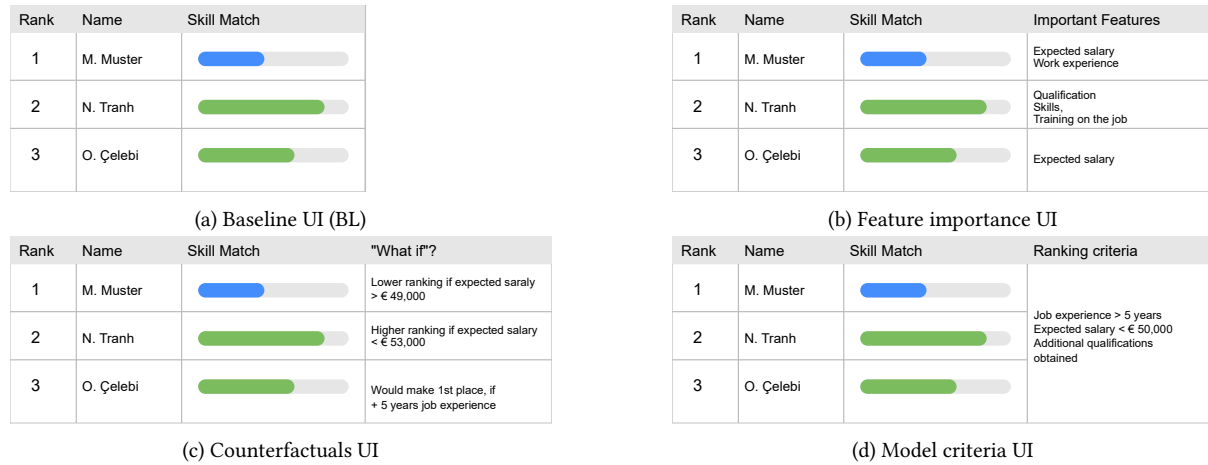 Rank Name Skill Match
1 M. Muster
2 N. Tranh
3 O. Çelebi
(a) Baseline UI (BL)
Rank Name Skill Match Important Features
1 M. Muster Expected salary
Work experience
2 N. Tranh Qualification
Skills,
Training on the job
3 O. Çelebi Expected salary
(b) Feature importance UI
Rank Name Skill Match "What if"?
1 M. Muster Lower ranking if expected saraly
> € 49,000
2 N. Tranh Higher ranking if expected salary
< € 53,000
3 O. Çelebi Would make 1st place, if
+ 5 years job experience
(c) Counterfactuals UI
Rank Name Skill Match Ranking criteria
1 M. Muster
2 N. Tranh
3 O. Çelebi
Job experience > 5 years
Expected salary < € 50,000
Additional qualifications
obtained
(d) Model criteria UI